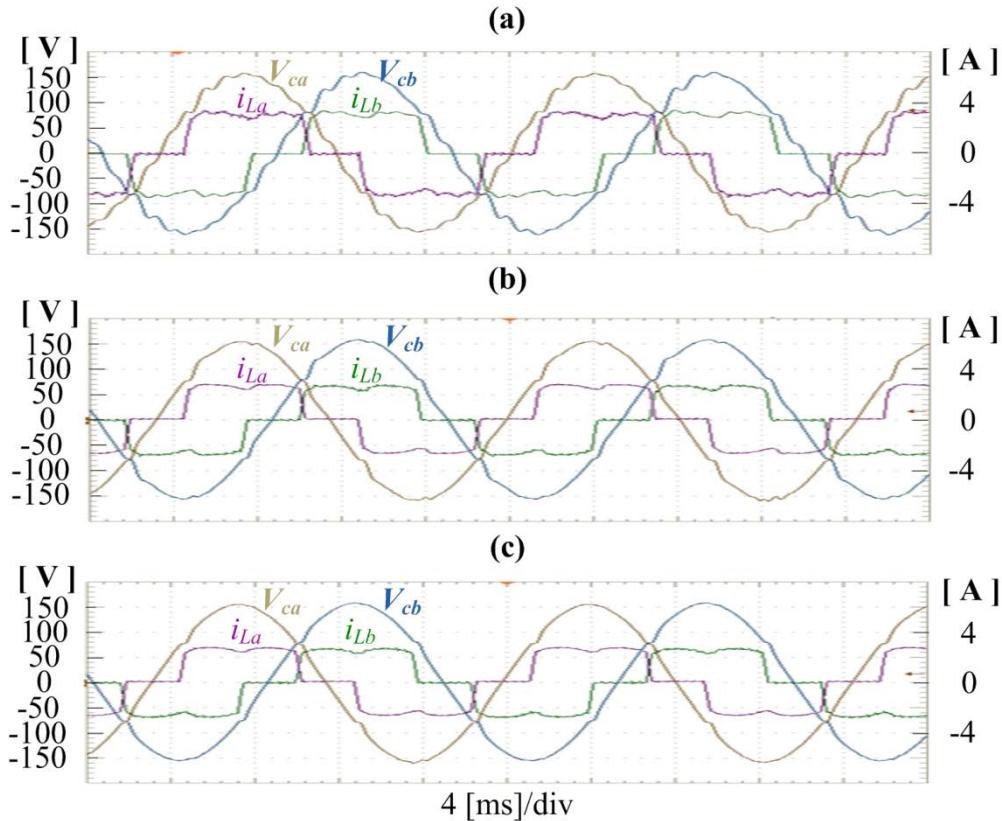 (a)
[ V ]
[ A ]
V_ca V_cb
150
100
i_La i_Lb
4
50
0
0
-50
-100
-4
-150
(b)
[ V ]
[ A ]
V_ca V_cb
150
100
i_La i_Lb
4
50
0
0
-50
-100
-4
-150
(c)
[ V ]
[ A ]
V_ca V_cb
150
100
i_La i_Lb
4
50
0
0
-50
-100
-4
-150
4 [ms]/div